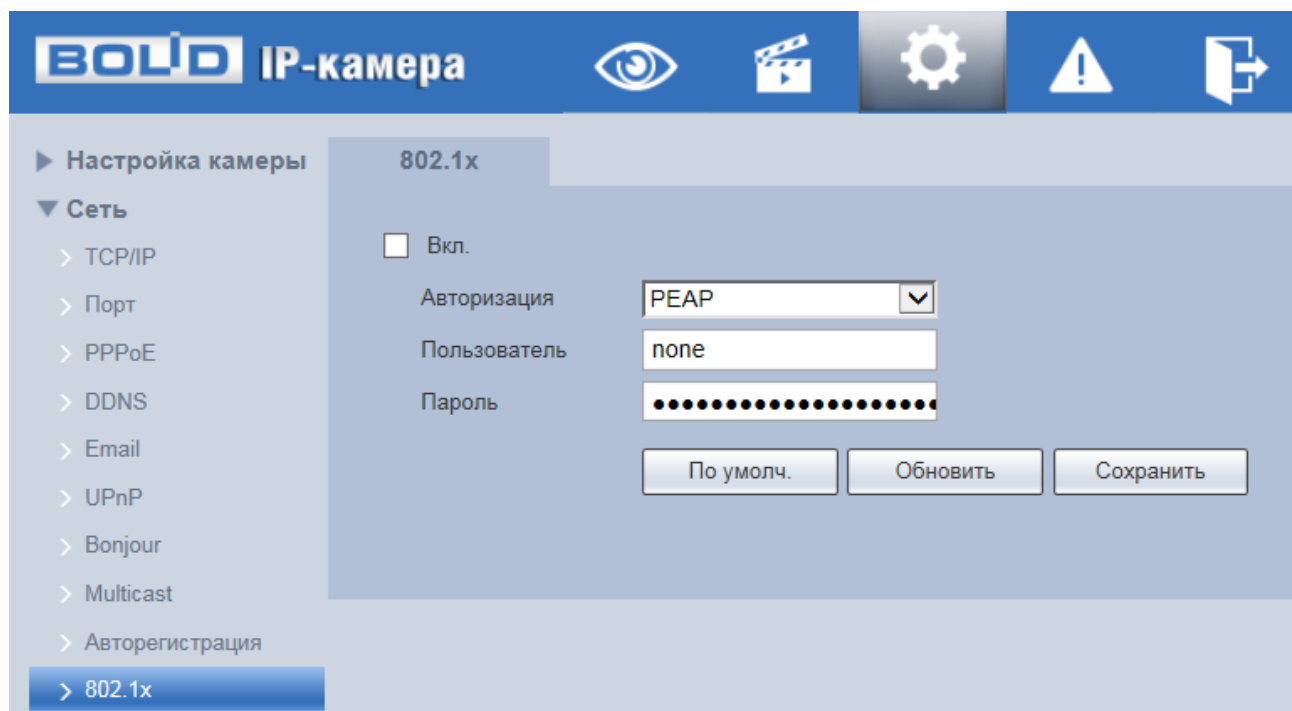 BOLID IP-камера
Настройка камеры
802.1x
Сеть
TCP/IP
Вкл.
Порт
Авторизация
PEAP
PPPoE
Пользователь
none
DDNS
Пароль
••••••••••••••••••••
Email
По умолч.
Обновить
Сохранить
UPnP
Bonjour
Multicast
Авторегистрация
802.1x